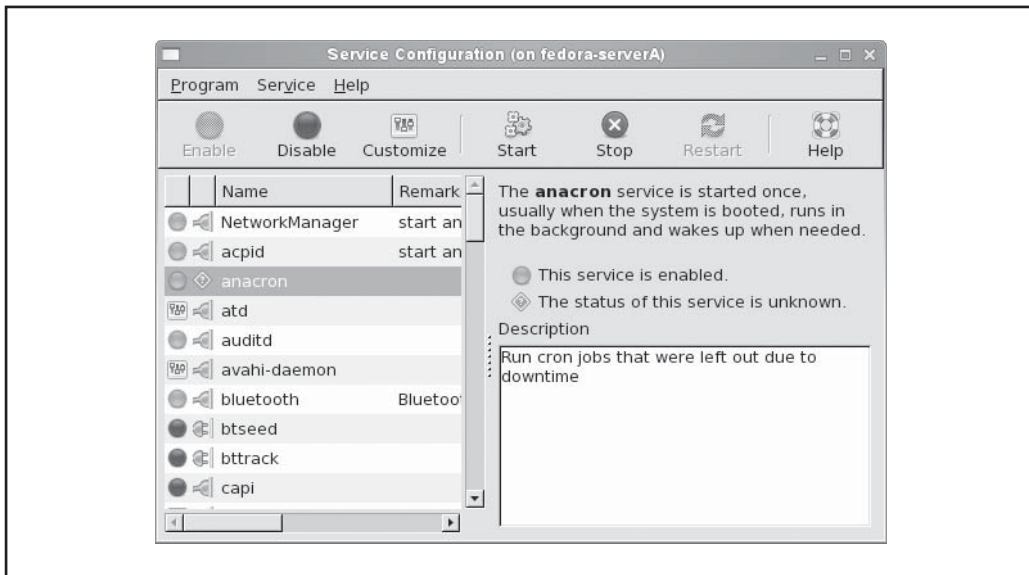 Service Configuration (on fedora-serverA)
Program Service Help
Enable Disable Customize Start Stop Restart Help
Name Remark
NetworkManager start an
acpid start an
anacron
atd
auditd
avahi-daemon
bluetooth Bluetoo
btseed
bttrack
capi
The anacron service is started once,
usually when the system is booted, runs in
the background and wakes up when needed.
This service is enabled.
The status of this service is unknown.
Description
Run cron jobs that were left out due to
downtime